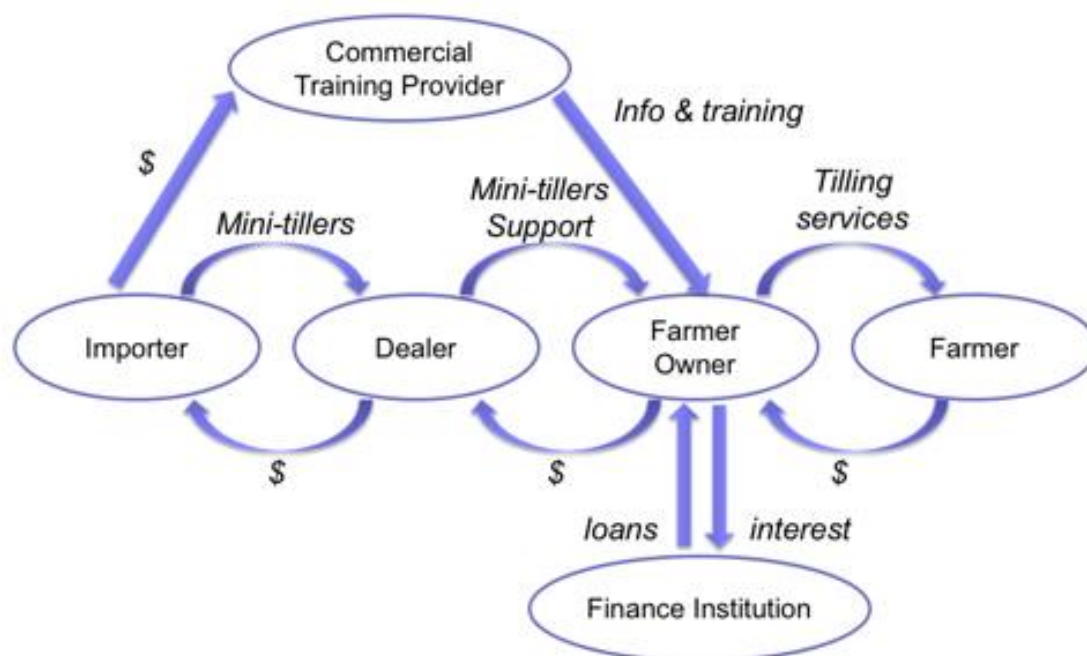 Commercial
Training Provider
Info & training
$
Mini-tillers
Mini-tillers
Support
Tilling
services
Importer
Dealer
Farmer
Owner
Farmer
$
$
$
loans
interest
Finance Institution